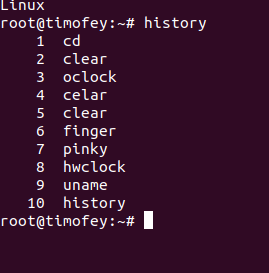 Linux
root@timofey:~# history
    1  cd
    2  clear
    3  oclock
    4  celar
    5  clear
    6  finger
    7  pinky
    8  hwclock
    9  uname
   10  history
root@timofey:~#